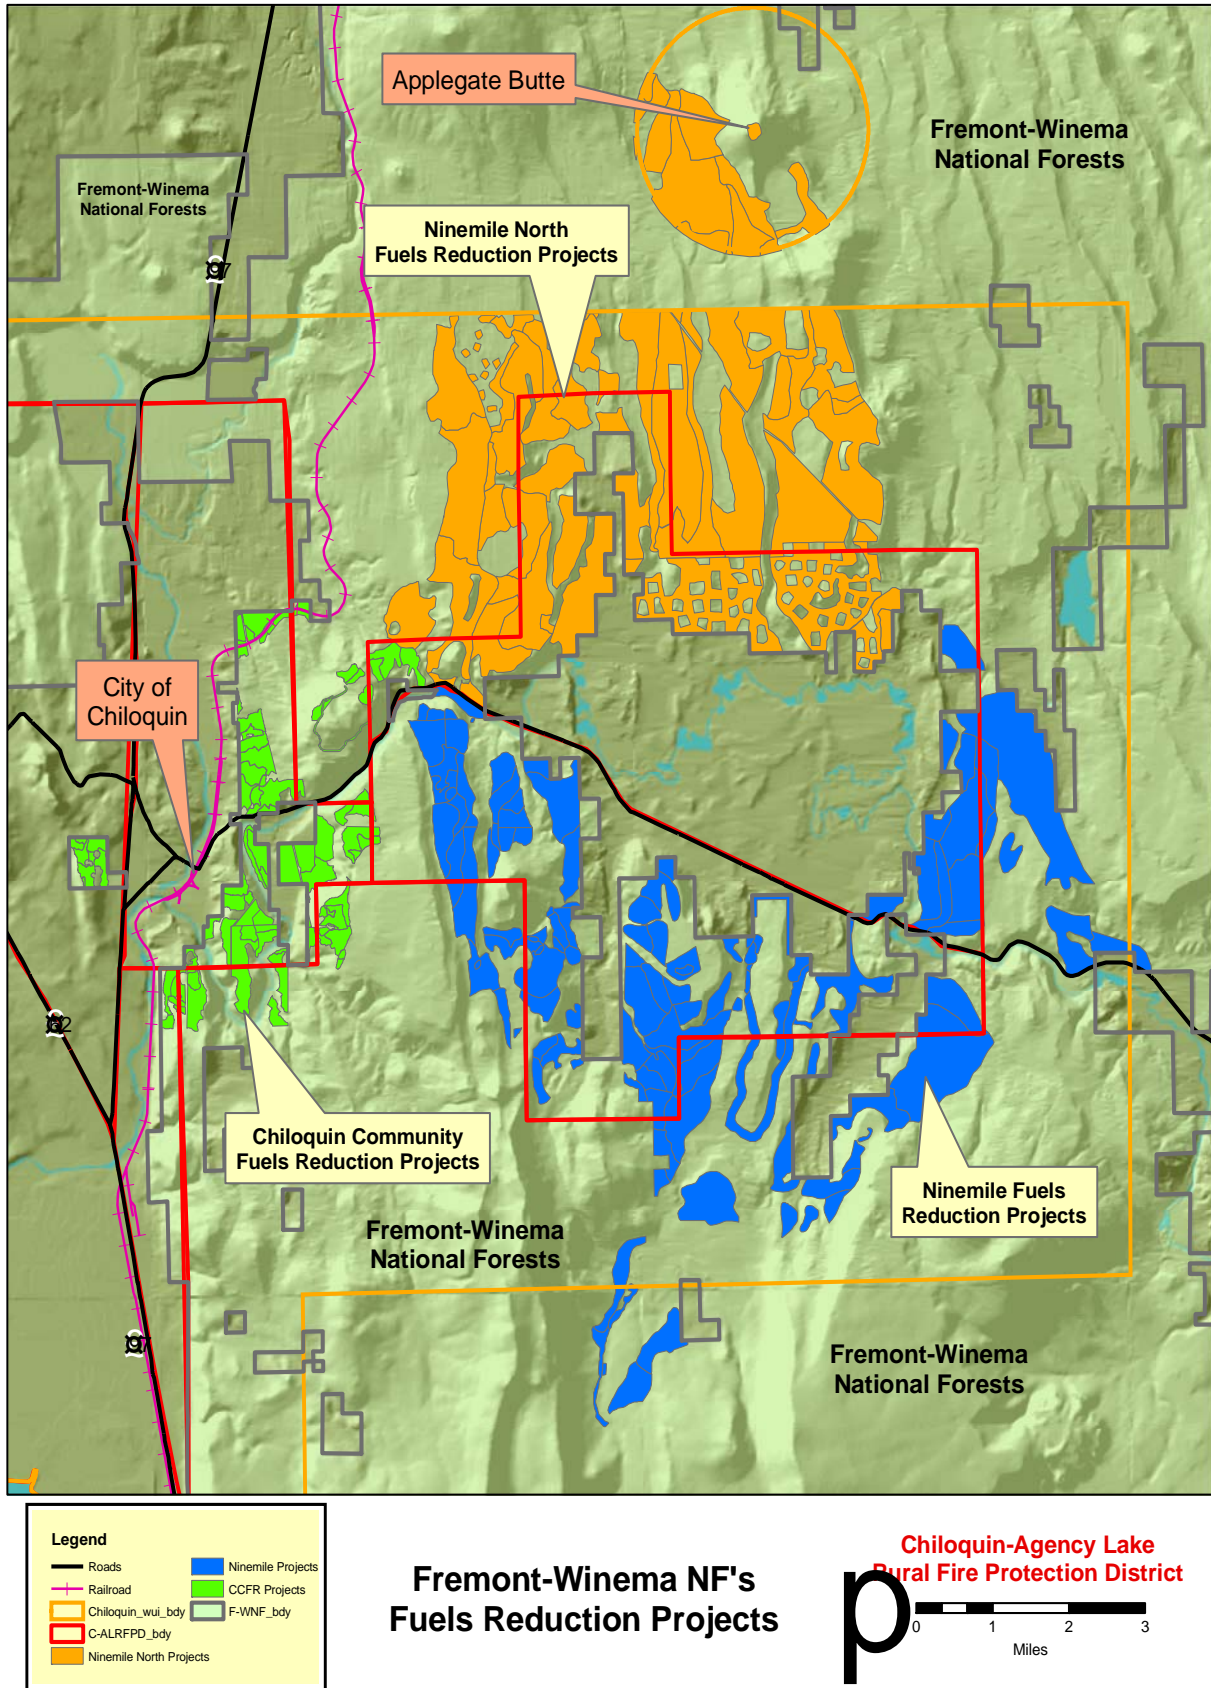 Applegate Butte
Fremont-Winema
National Forests
Fremont-Winema
National Forests
Ninemile North
Fuels Reduction Projects
97
City of
Chiloquin
62
Chiloquin Community
Fuels Reduction Projects
Ninemile Fuels
Reduction Projects
Fremont-Winema
National Forests
97
Fremont-Winema
National Forests
Legend
Roads
Railroad
Chiloquin_wui_bdy
C-ALRFPD_bdy
Ninemile North Projects
Ninemile Projects
CCFR Projects
F-WNF_bdy
Fremont-Winema NF's
Fuels Reduction Projects
Chiloquin-Agency Lake
Rural Fire Protection District
p
0 1 2 3
Miles